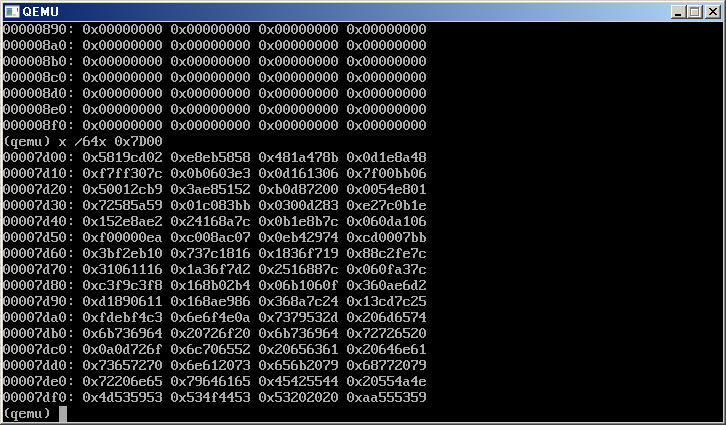 QEMU
00000890: 0x00000000 0x00000000 0x00000000 0x00000000
000008a0: 0x00000000 0x00000000 0x00000000 0x00000000
000008b0: 0x00000000 0x00000000 0x00000000 0x00000000
000008c0: 0x00000000 0x00000000 0x00000000 0x00000000
000008d0: 0x00000000 0x00000000 0x00000000 0x00000000
000008e0: 0x00000000 0x00000000 0x00000000 0x00000000
000008f0: 0x00000000 0x00000000 0x00000000 0x00000000
(qemu) x /64x 0x7D00
00007d00: 0x5819cd02 0xe8eb5858 0x481a478b 0x0d1e8a48
00007d10: 0xf7ff307c 0x0b0603e3 0x0d161306 0x7f00bb06
00007d20: 0x50012cb9 0x3ae85152 0xb0d87200 0x0054e801
00007d30: 0x72585a59 0x01c083bb 0x0300d283 0xe27c0b1e
00007d40: 0x152e8ae2 0x24168a7c 0x0b1e8b7c 0x060da106
00007d50: 0xf00000ea 0xc008ac07 0x0eb42974 0xcd0007bb
00007d60: 0x3bf2eb10 0x737c1816 0x1836f719 0x88c2fe7c
00007d70: 0x31061116 0x1a36f7d2 0x2516887c 0x060fa37c
00007d80: 0xc3f9c3f8 0x168b02b4 0x06b1060f 0x360ae6d2
00007d90: 0xd1890611 0x168ae986 0x368a7c24 0x13cd7c25
00007da0: 0xfdebf4c3 0x6e6f4e0a 0x7379532d 0x206d6574
00007db0: 0x6b736964 0x20726f20 0x6b736964 0x72726520
00007dc0: 0x0a0d726f 0x6c706552 0x20656361 0x20646e61
00007dd0: 0x73657270 0x6e612073 0x656b2079 0x68772079
00007de0: 0x72206e65 0x79646165 0x45425544 0x20554a4e
00007df0: 0x4d535953 0x534f4453 0x53202020 0xaa555359
(qemu)